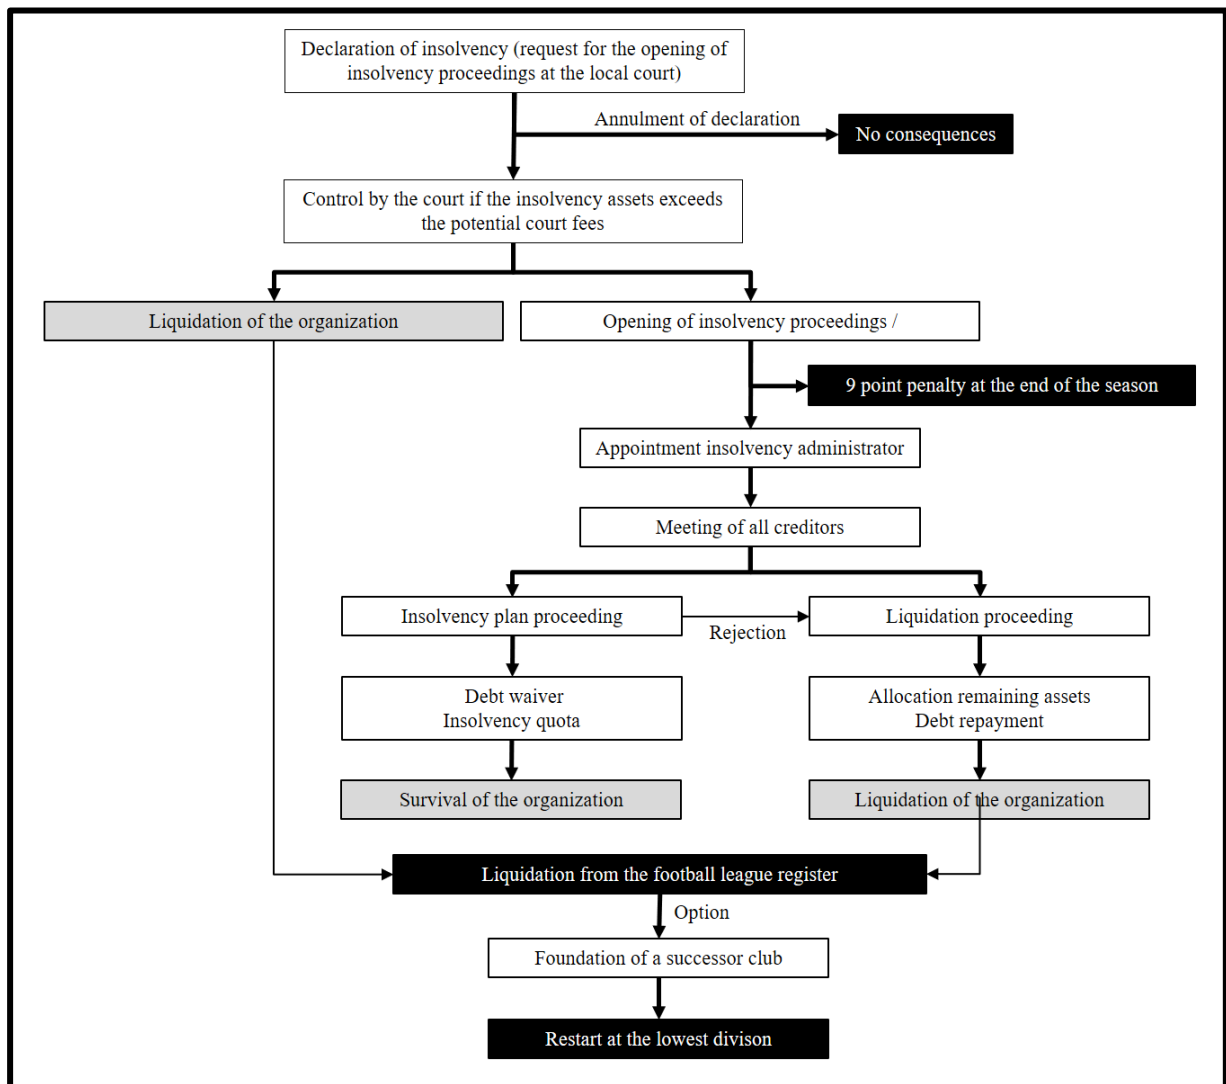 Declaration of insolvency (request for the opening of
insolvency proceedings at the local court)
Annulment of declaration
No consequences
Control by the court if the insolvency assets exceeds
the potential court fees
Liquidation of the organization
Opening of insolvency proceedings /
9 point penalty at the end of the season
Appointment insolvency administrator
Meeting of all creditors
Insolvency plan proceeding
Rejection
Liquidation proceeding
Debt waiver
Insolvency quota
Allocation remaining assets
Debt repayment
Survival of the organization
Liquidation of the organization
Liquidation from the football league register
Option
Foundation of a successor club
Restart at the lowest divison